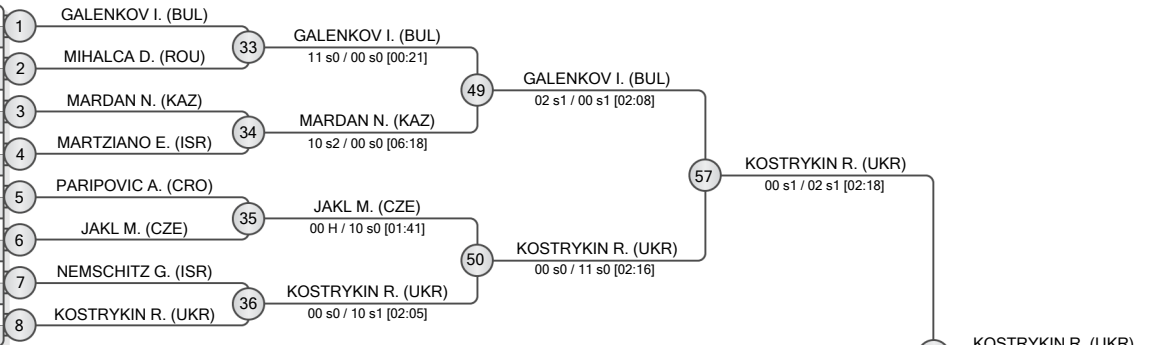 1
GALENKOV I. (BUL)
2
MIHALCA D. (ROU)
33
GALENKOV I. (BUL)
11 s0 / 00 s0 [00:21]
3
MARDAN N. (KAZ)
4
MARTZIANO E. (ISR)
34
MARDAN N. (KAZ)
10 s2 / 00 s0 [06:18]
49
GALENKOV I. (BUL)
02 s1 / 00 s1 [02:08]
5
PARIPOVIC A. (CRO)
6
JAKL M. (CZE)
35
JAKL M. (CZE)
00 H / 10 s0 [01:41]
7
NEMSCHITZ G. (ISR)
8
KOSTRYKIN R. (UKR)
36
KOSTRYKIN R. (UKR)
00 s0 / 10 s1 [02:05]
50
KOSTRYKIN R. (UKR)
00 s0 / 11 s0 [02:16]
57
KOSTRYKIN R. (UKR)
00 s1 / 02 s1 [02:18]
KOSTRYKIN R. (UKR)